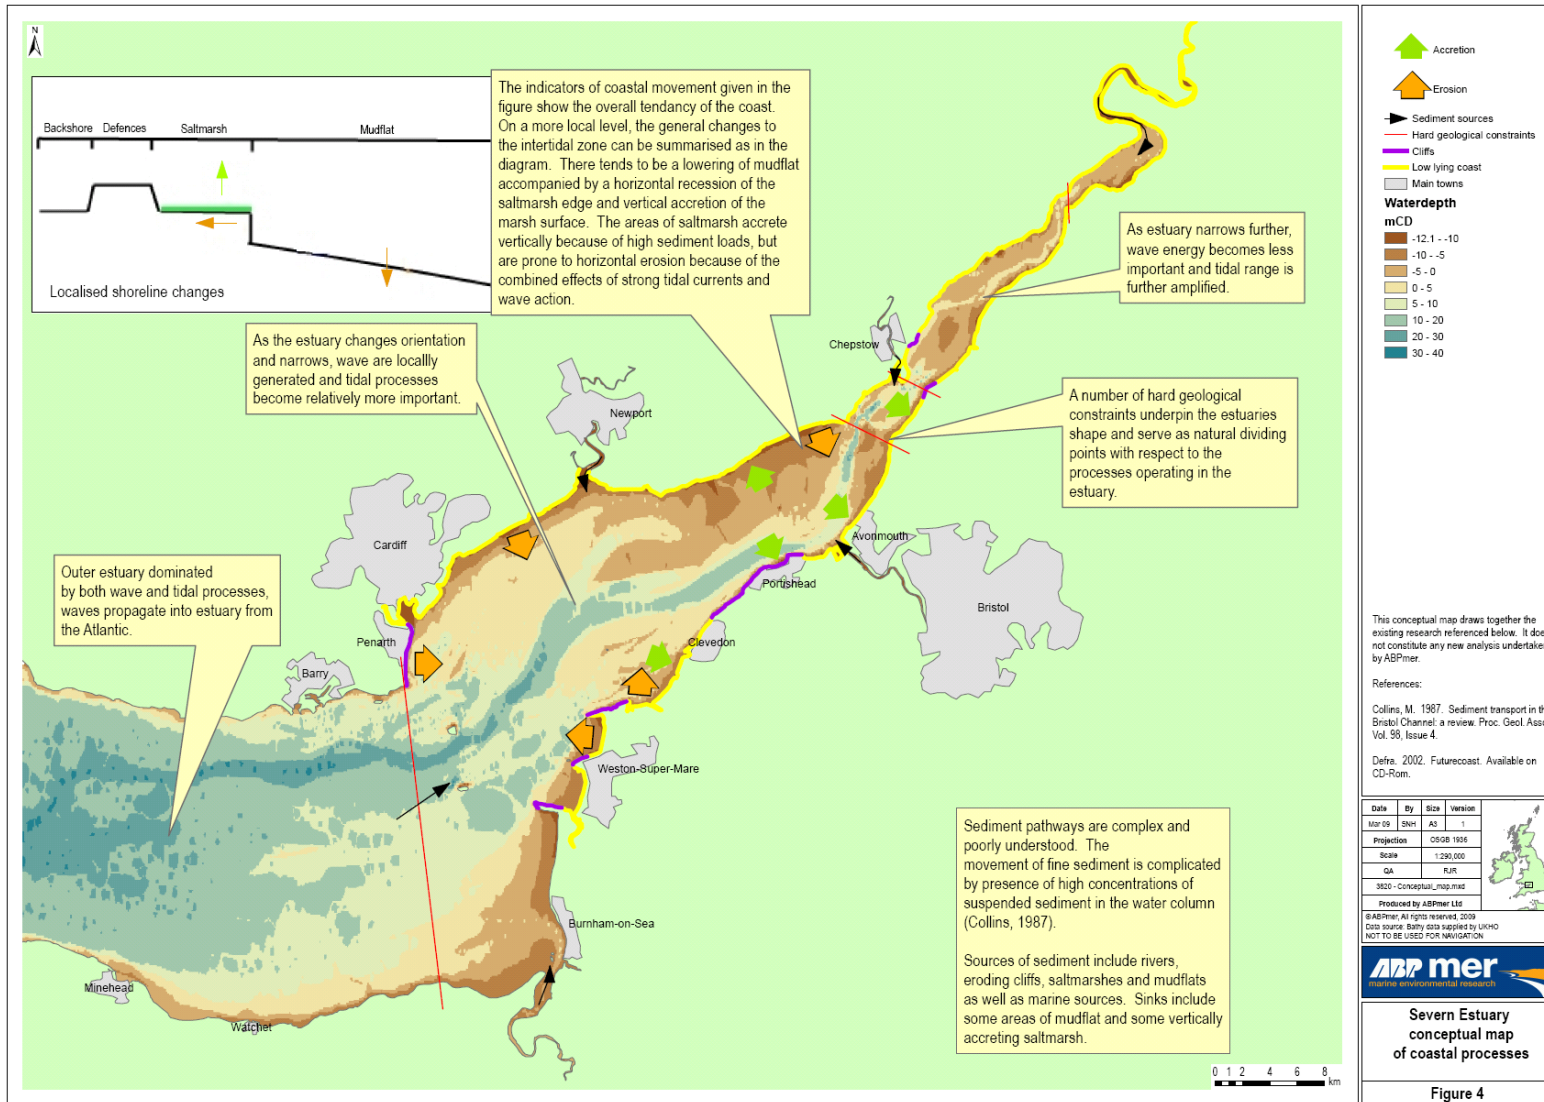 N
Backshore Defences Saltmarsh Mudflat
Localised shoreline changes
The indicators of coastal movement given in the
figure show the overall tendancy of the coast.
On a more local level, the general changes to
the intertidal zone can be summarised as in the
diagram. There tends to be a lowering of mudflat
accompanied by a horizontal recession of the
saltmarsh edge and vertical accretion of the
marsh surface. The areas of saltmarsh accrete
vertically because of high sediment loads, but
are prone to horizontal erosion because of the
combined effects of strong tidal currents and
wave action.
As estuary narrows further,
wave energy becomes less
important and tidal range is
further amplified.
As the estuary changes orientation
and narrows, wave are locallly
generated and tidal processes
become relatively more important.
A number of hard geological
constraints underpin the estuaries
shape and serve as natural dividing
points with respect to the
processes operating in the
estuary.
Outer estuary dominated
by both wave and tidal processes,
waves propagate into estuary from
the Atlantic.
Chepstow
Newport
Cardiff
Avonmouth
Portishead
Bristol
Penarth
Clevedon
Barry
Weston-Super-Mare
Burnham-on-Sea
Minehead
Watchet
Sediment pathways are complex and
poorly understood. The
movement of fine sediment is complicated
by presence of high concentrations of
suspended sediment in the water column
(Collins, 1987).
Sources of sediment include rivers,
eroding cliffs, saltmarshes and mudflats
as well as marine sources. Sinks include
some areas of mudflat and some vertically
accreting saltmarsh.
0 1 2 4 6 8
km
Accretion
Erosion
Sediment sources
Hard geological constraints
Cliffs
Low lying coast
Main towns
Waterdepth
mCD
-12.1 - -10
-10 - -5
-5 - 0
0 - 5
5 - 10
10 - 20
20 - 30
30 - 40
This conceptual map draws together the
existing research referenced below. It doe
not constitute any new analysis undertake
by ABPmer.
References:
Collins, M. 1987. Sediment transport in th
Bristol Channel: a review. Proc. Geol. Asso
Vol. 98, Issue 4.
Defra. 2002. Futurecoast. Available on
CD-Rom.
Date By Size Version
Mar 09 SNH A3 1
Projection OSGB 1936
Scale 1:290,000
QA RJR
3820 - Conceptual_map.mxd
Produced by ABPmer Ltd
© ABPmer, All rights reserved, 2009
Data source: Bathy data supplied by UKHO
NOT TO BE USED FOR NAVIGATION
ABP mer
marine environmental research
Severn Estuary
conceptual map
of coastal processes
Figure 4